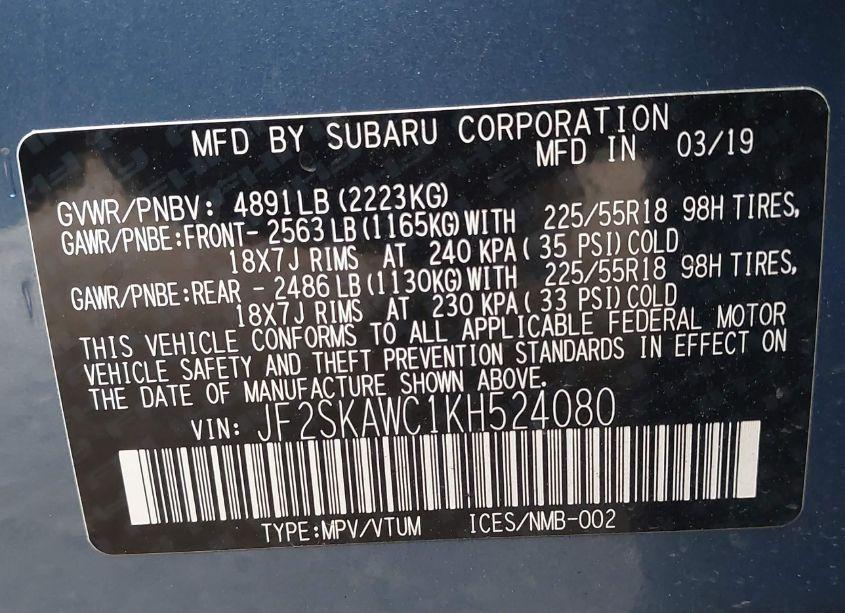 MFD BY SUBARU CORPORATION
MFD IN 03/19
GVWR/PNBV: 4891LB (2223KG)
GAWR/PNBE:FRONT- 2563 LB (1165KG) WITH 225/55R18 98H TIRES,
18X7J RIMS AT 240 KPA ( 35 PSI) COLD
GAWR/PNBE:REAR - 2486 LB (1130KG) WITH 225/55R18 98H TIRES,
18X7J RIMS AT 230 KPA ( 33 PSI) COLD
THIS VEHICLE CONFORMS TO ALL APPLICABLE FEDERAL MOTOR
VEHICLE SAFETY AND THEFT PREVENTION STANDARDS IN EFFECT ON
THE DATE OF MANUFACTURE SHOWN ABOVE.
VIN: JF2SKAWC1KH524080
TYPE:MPV/VTUM ICES/NMB-002